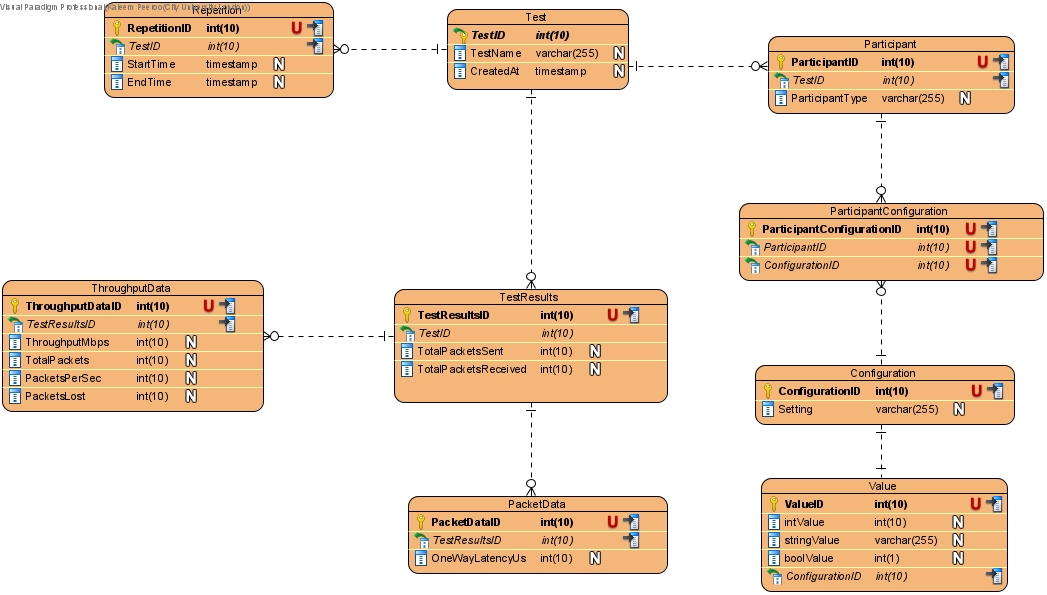 Visual Paradigm Professional(Kaleem Peeroo(City University London))
Repetition
RepetitionID int(10) U
TestID int(10)
StartTime timestamp N
EndTime timestamp N
Test
TestID int(10)
TestName varchar(255) N
CreatedAt timestamp N
Participant
ParticipantID int(10) U
TestID int(10)
ParticipantType varchar(255) N
ParticipantConfiguration
ParticipantConfigurationID int(10) U
ParticipantID int(10) U
ConfigurationID int(10) U
ThroughputData
ThroughputDataID int(10) U
TestResultsID int(10)
ThroughputMbps int(10) N
TotalPackets int(10) N
PacketsPerSec int(10) N
PacketsLost int(10) N
TestResults
TestResultsID int(10) U
TestID int(10)
TotalPacketsSent int(10) N
TotalPacketsReceived int(10) N
Configuration
ConfigurationID int(10) U
Setting varchar(255) N
PacketData
PacketDataID int(10) U
TestResultsID int(10)
OneWayLatencyUs int(10) N
Value
ValueID int(10) U
intValue int(10) N
stringValue varchar(255) N
boolValue int(1) N
ConfigurationID int(10)